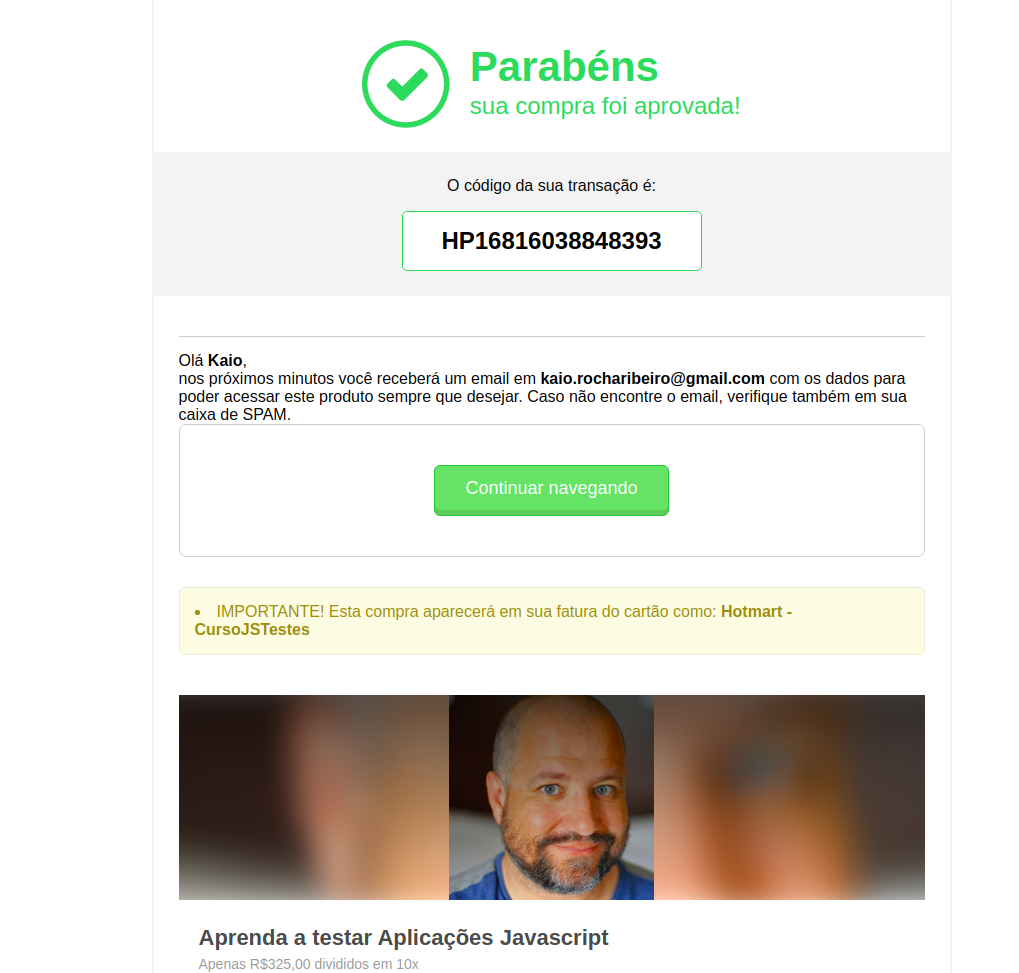 Parabéns
sua compra foi aprovada!
O código da sua transação é:
HP16816038848393
Olá Kaio,
nos próximos minutos você receberá um email em kaio.rocharibeiro@gmail.com com os dados para
poder acessar este produto sempre que desejar. Caso não encontre o email, verifique também em sua
caixa de SPAM.
Continuar navegando
• IMPORTANTE! Esta compra aparecerá em sua fatura do cartão como: Hotmart -
CursoJSTestes
Aprenda a testar Aplicações Javascript
Apenas R$325,00 divididos em 10x